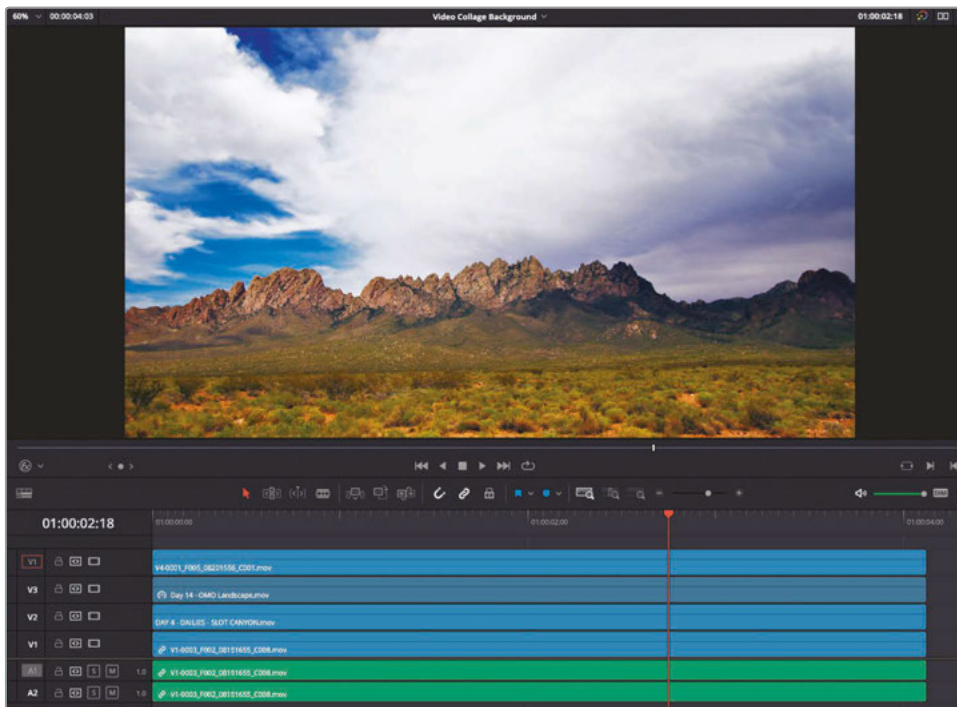 60% 00:00:04:03 Video Collage Background 01:00:02:18
01:00:02:18 01:00:00:00 01:00:02:00 01:00:04:00
V1 V4-0001_F005_08201556_C001.mov
V3 Day 14 - OMO Landscape.mov
V2 DAY 4 - DAILIES - SLOT CANYON.mov
V1 V1-0003_F002_08151655_C008.mov
A1 S M 1.0 V1-0003_F002_08151655_C008.mov
A2 S M 1.0 V1-0003_F002_08151655_C008.mov